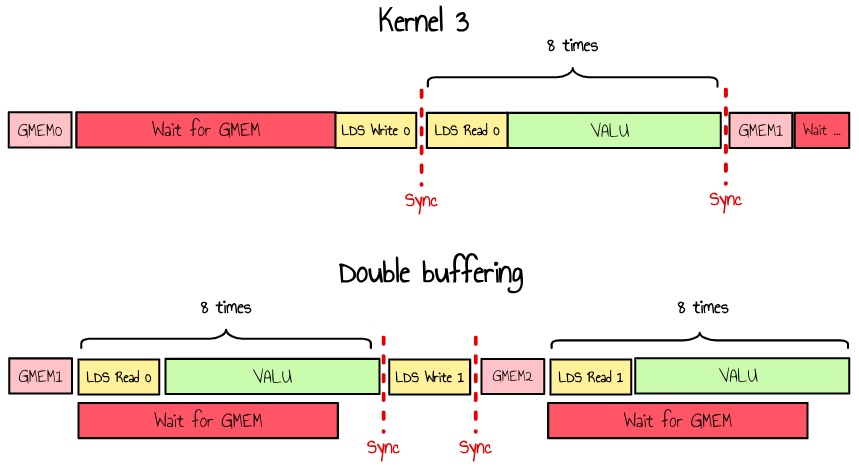 Kernel 3
8 times
GMEM0 Wait for GMEM LDS Write 0 LDS Read 0 VALU GMEM1 Wait ...
Sync Sync
Double buffering
8 times 8 times
GMEM1 LDS Read 0 VALU LDS Write 1 GMEM2 LDS Read 1 VALU
Wait for GMEM Wait for GMEM
Sync Sync